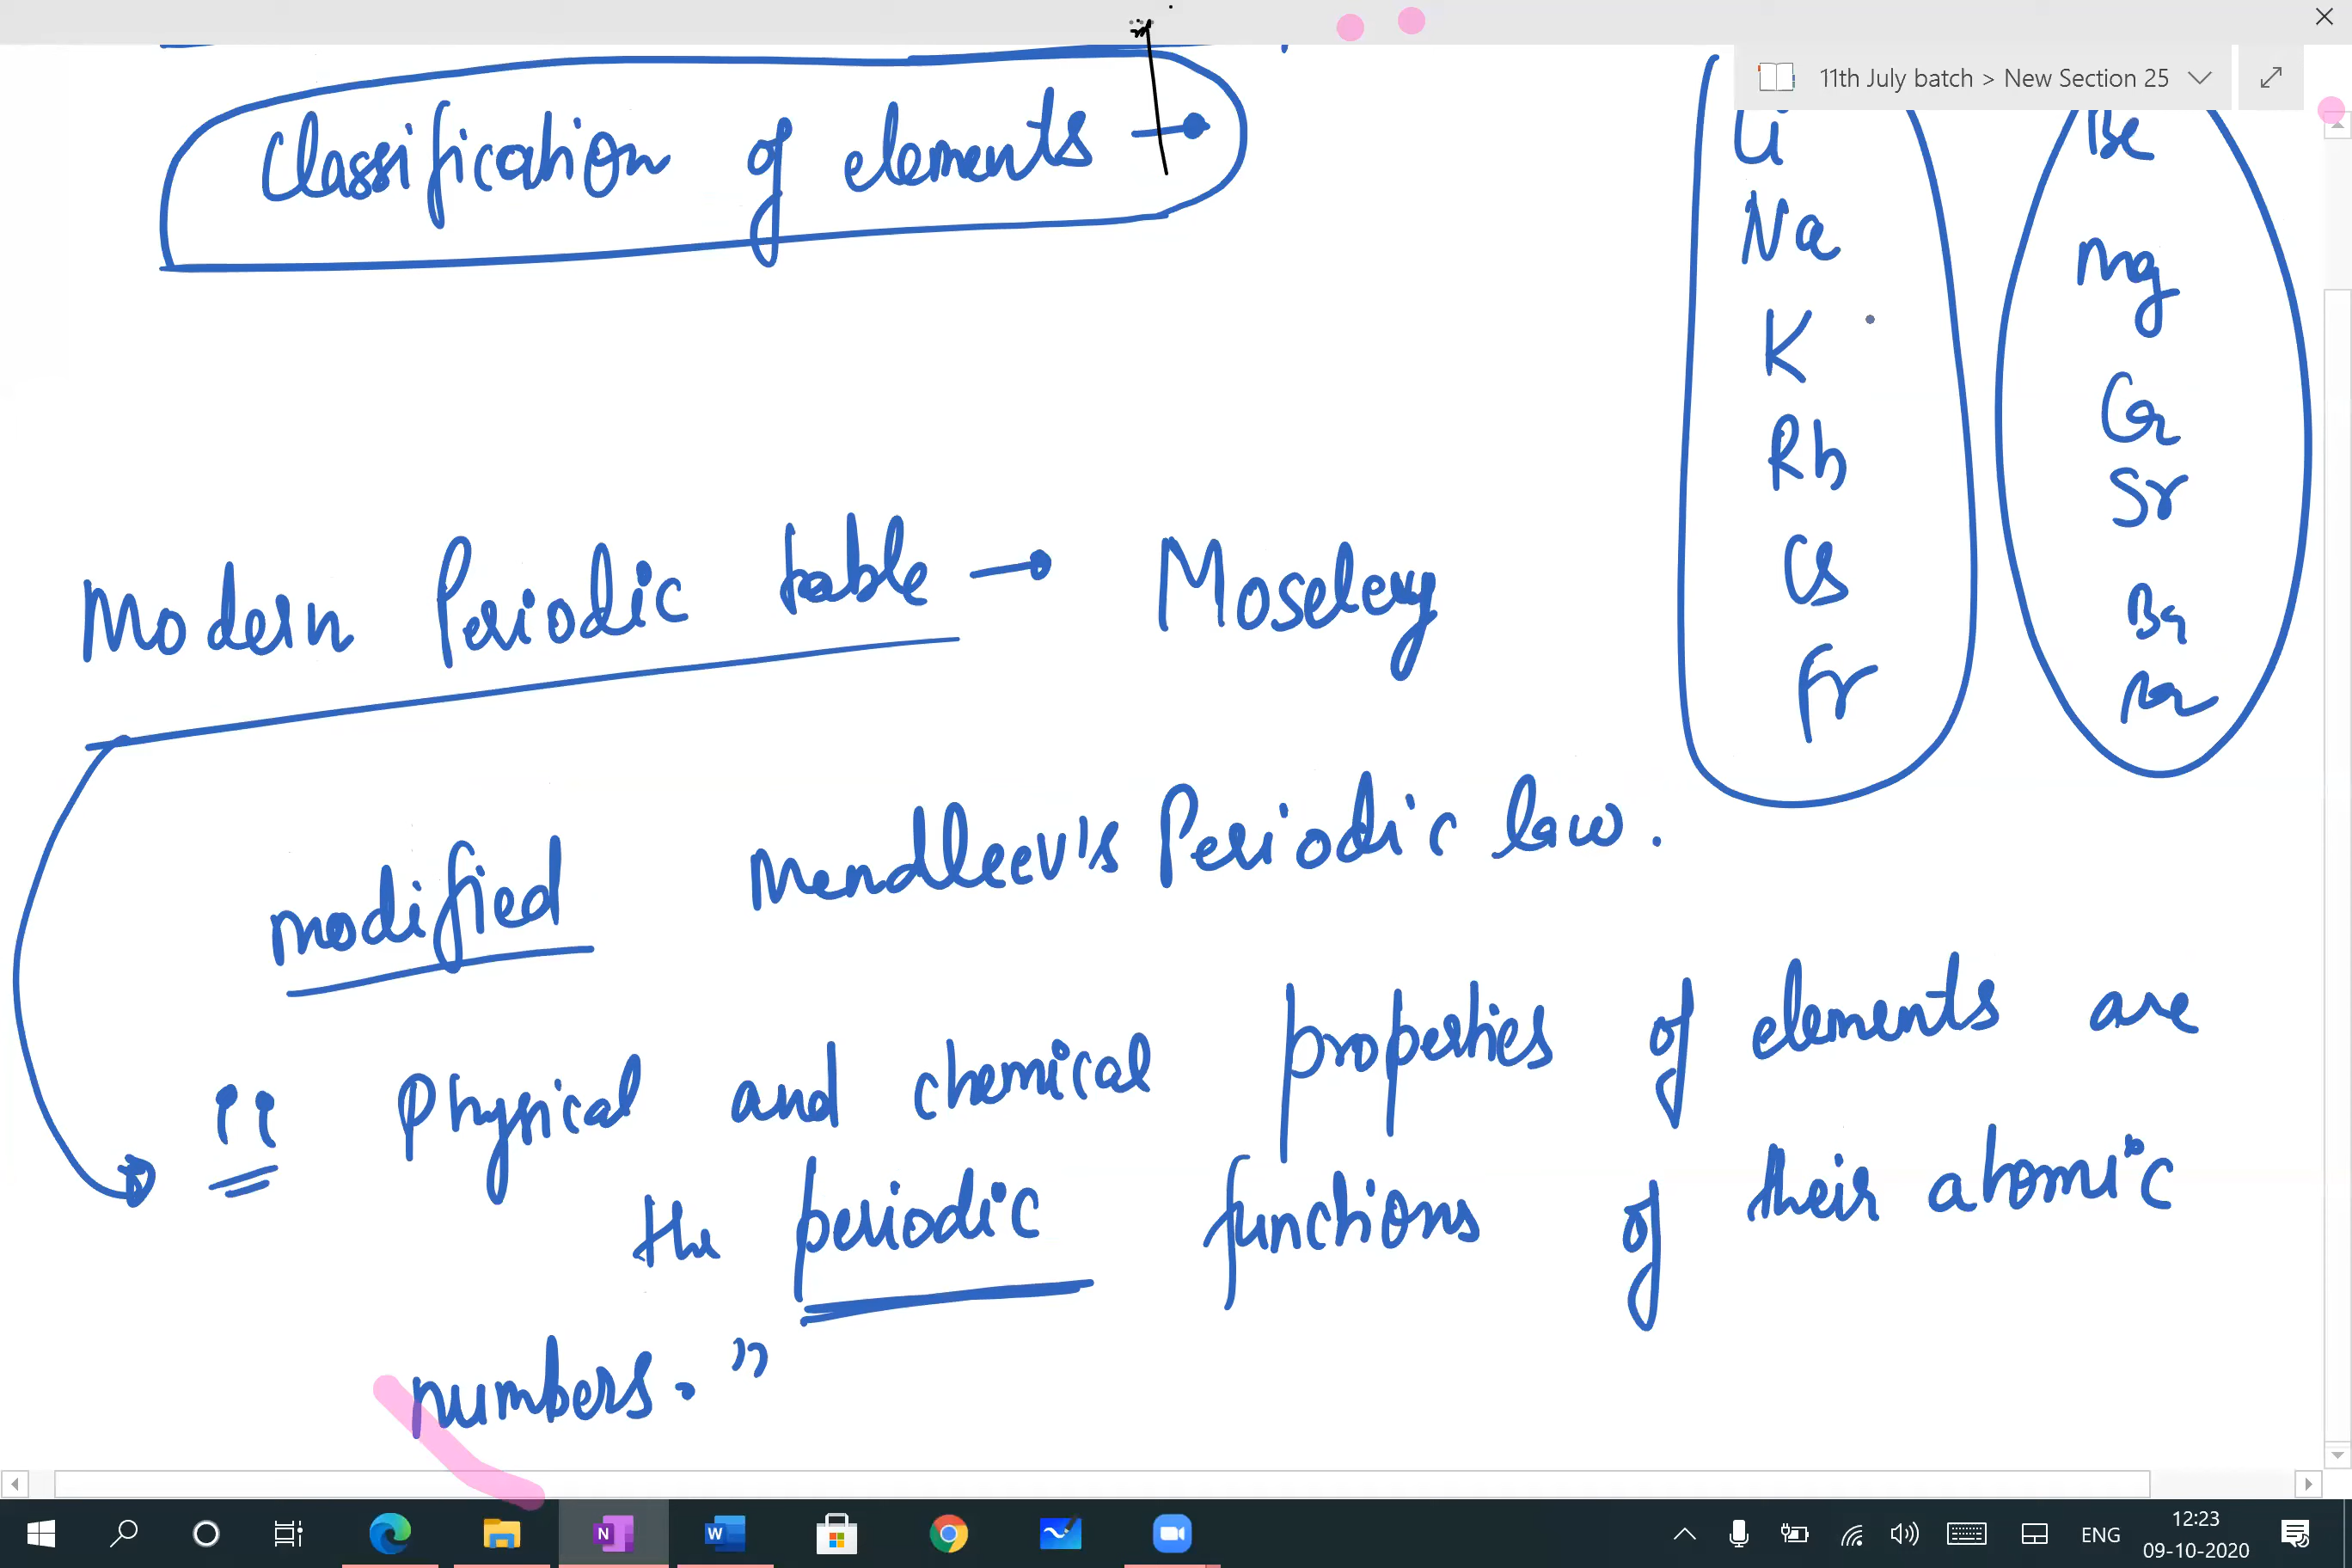 11th July batch > New Section 25
Classification of elements →
Li Be
Na Mg
K Ca
Rb Sr
Cs Ba
Fr Ra
Modern Periodic table → Moseley
modified Mendleev's Periodic law.
" Physical and chemical properties of elements are
the periodic functions of their atomic
numbers. "
ENG
12:23
09-10-2020